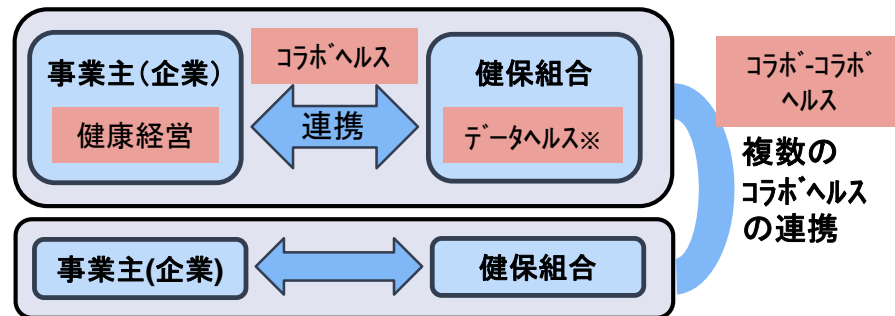 事業主(企業)
健康経営
コラボヘルス
連携
健保組合
データヘルス※
コラボ-コラボ
ヘルス
複数の
コラボヘルス
の連携
事業主(企業)
健保組合